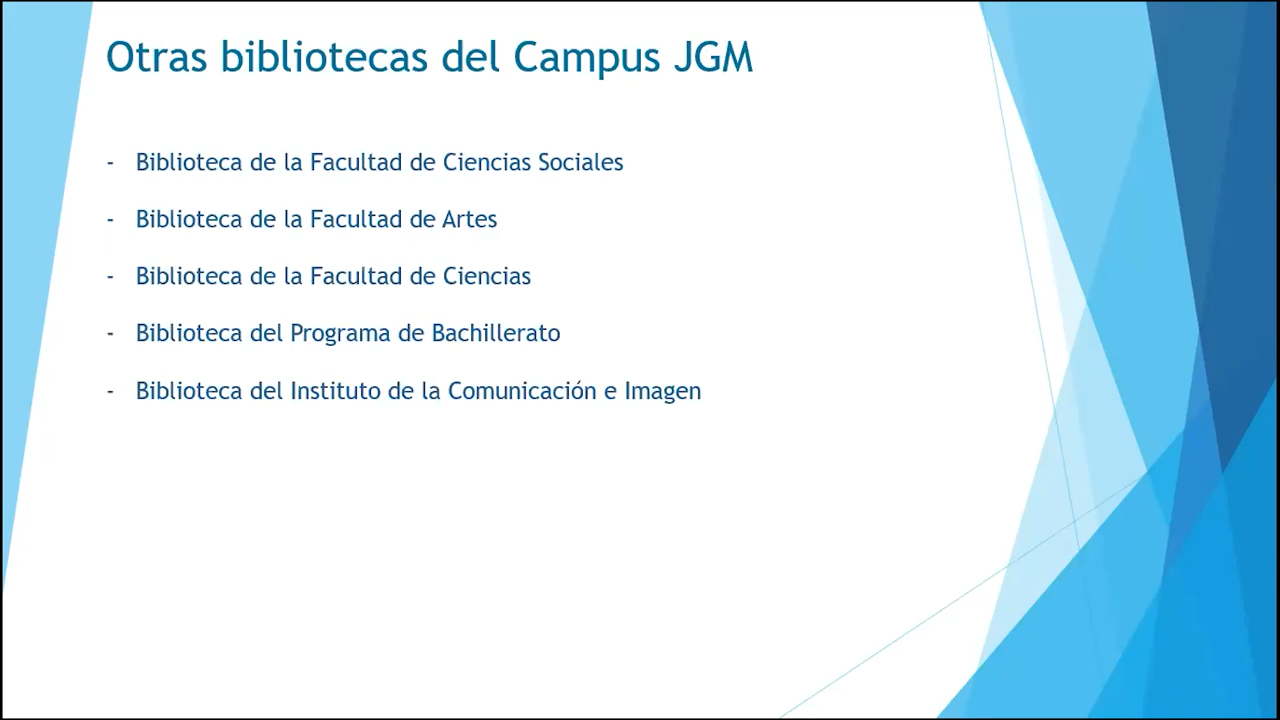 Otras bibliotecas del Campus JGM
- Biblioteca de la Facultad de Ciencias Sociales
- Biblioteca de la Facultad de Artes
- Biblioteca de la Facultad de Ciencias
- Biblioteca del Programa de Bachillerato
- Biblioteca del Instituto de la Comunicación e Imagen